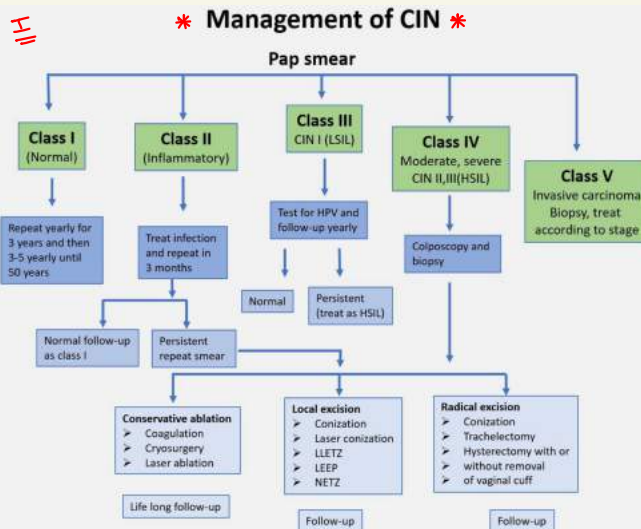 * Management of CIN *
Pap smear
Class I
(Normal)
Class II
(Inflammatory)
Class III
CIN I (LSIL)
Class IV
Moderate, severe
CIN II,III(HSIL)
Class V
Invasive carcinoma
Biopsy, treat
according to stage
Repeat yearly for
3 years and then
3-5 yearly until
50 years
Treat infection
and repeat in
3 months
Test for HPV and
follow-up yearly
Colposcopy and
biopsy
Normal
Persistent
(treat as HSIL)
Normal follow-up
as class I
Persistent
repeat smear
Conservative ablation
➢ Coagulation
➢ Cryosurgery
➢ Laser ablation
Life long follow-up
Local excision
➢ Conization
➢ Laser conization
➢ LLETZ
➢ LEEP
➢ NETZ
Follow-up
Radical excision
➢ Conization
➢ Trachelectomy
➢ Hysterectomy with or
➢ without removal
➢ of vaginal cuff
Follow-up